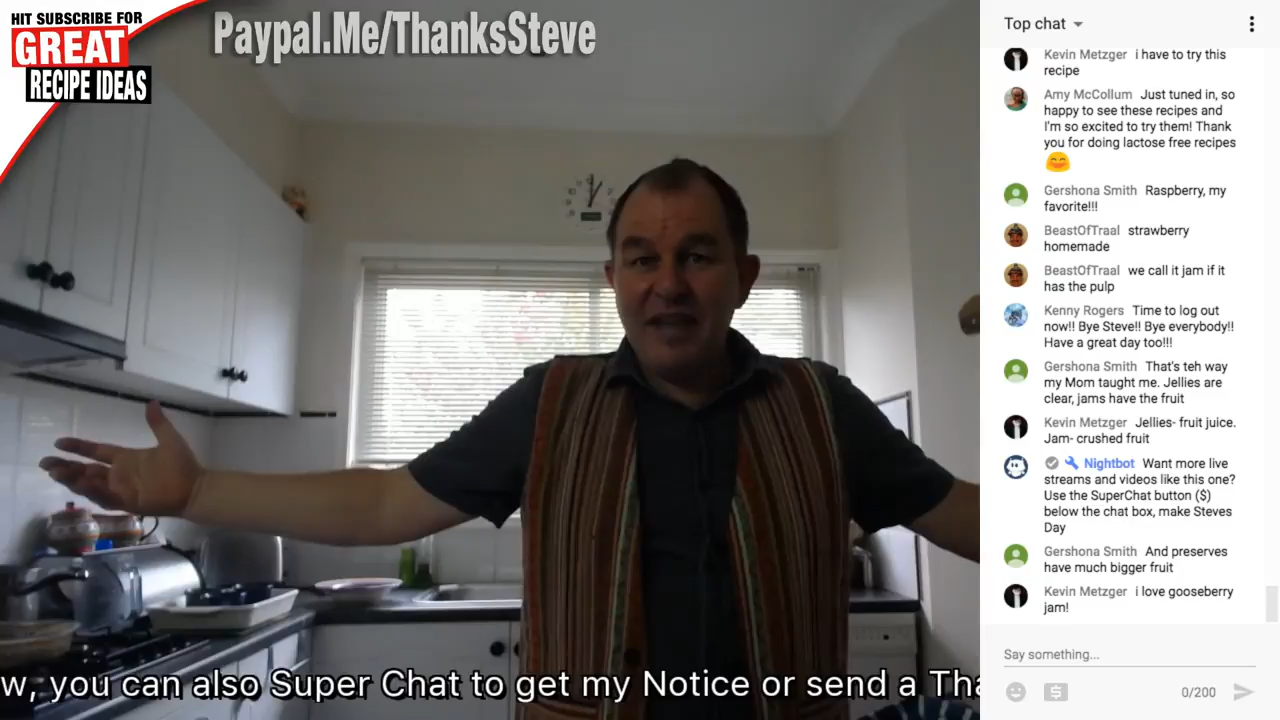 HIT SUBSCRIBE FOR
GREAT
RECIPE IDEAS
Paypal.Me/ThanksSteve
w, you can also Super Chat to get my Notice or send a Tha
Top chat
Kevin Metzger i have to try this
recipe
Amy McCollum Just tuned in, so
happy to see these recipes and
I'm so excited to try them! Thank
you for doing lactose free recipes
Gershona Smith Raspberry, my
favorite!!!
BeastOfTraal strawberry
homemade
BeastOfTraal we call it jam if it
has the pulp
Kenny Rogers Time to log out
now!! Bye Steve!! Bye everybody!!
Have a great day too!!!
Gershona Smith That's teh way
my Mom taught me. Jellies are
clear, jams have the fruit
Kevin Metzger Jellies- fruit juice.
Jam- crushed fruit
Nightbot Want more live
streams and videos like this one?
Use the SuperChat button ($)
below the chat box, make Steves
Day
Gershona Smith And preserves
have much bigger fruit
Kevin Metzger i love gooseberry
jam!
Say something...
0/200